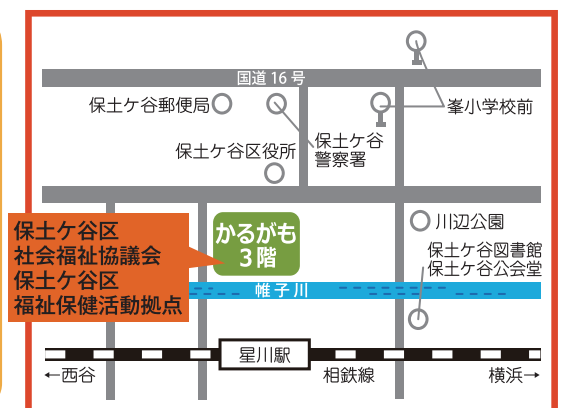 国道16号
保土ケ谷郵便局
峯小学校前
保土ケ谷
警察署
保土ケ谷区役所
保土ケ谷区
社会福祉協議会
保土ケ谷区
福祉保健活動拠点
かるがも
3階
川辺公園
保土ケ谷図書館
保土ケ谷公会堂
帷子川
星川駅
←西谷
相鉄線
横浜→